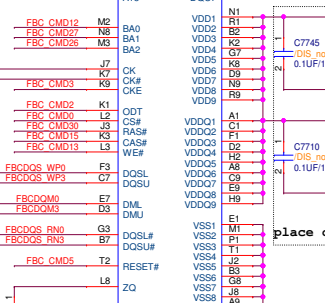 VDD1 N1
FBC_CMD12 M2 BA0 VDD2 R1
FBC_CMD27 N8 BA1 VDD3 B2
FBC_CMD26 M3 BA2 VDD4 K2
VDD5 G7
J7 CK VDD6 K8
K7 CK# VDD7 D9
FBC_CMD3 K9 CKE VDD8 N9
VDD9 R9
1 C7745
/DIS_no
2 0.1UF/1
FBC_CMD2 K1 ODT VDDQ1 A1
FBC_CMD0 L2 CS# VDDQ2 C1
FBC_CMD30 J3 RAS# VDDQ3 F1
FBC_CMD15 K3 CAS# VDDQ4 D2
FBC_CMD13 L3 WE# VDDQ5 H2
FBCDQS_WP0 F3 DQSL VDDQ6 A8
FBCDQS_WP3 C7 DQSU VDDQ7 C9
VDDQ8 E9
VDDQ9 H9
1 C7710
/DIS_no
2 0.1UF/1
FBCDQM0 E7 DML
FBCDQM3 D3 DMU
VSS1 E1
FBCDQS_RN0 G3 DQSL# VSS2 M1
FBCDQS_RN3 B7 DQSU# VSS3 P1
VSS4 T1
FBC_CMD5 T2 RESET# VSS5 J2
VSS6 B3
L8 ZQ VSS7 G8
VSS8 J8
1
place